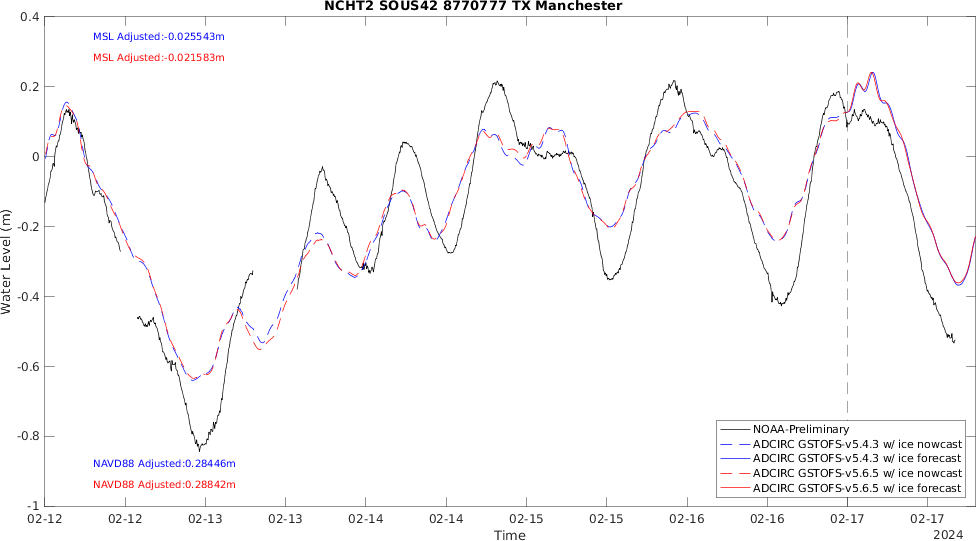 NCHT2 SOUS42 8770777 TX Manchester
MSL Adjusted:-0.025543m
MSL Adjusted:-0.021583m
0.4
0.2
0
-0.2
-0.4
-0.6
-0.8
-1
Water Level (m)
NAVD88 Adjusted:0.28446m
NAVD88 Adjusted:0.28842m
NOAA-Preliminary
ADCIRC GSTOFS-v5.4.3 w/ ice nowcast
ADCIRC GSTOFS-v5.4.3 w/ ice forecast
ADCIRC GSTOFS-v5.6.5 w/ ice nowcast
ADCIRC GSTOFS-v5.6.5 w/ ice forecast
02-12 02-12 02-13 02-13 02-14 02-14 02-15 02-15 02-16 02-16 02-17 02-17
Time
2024